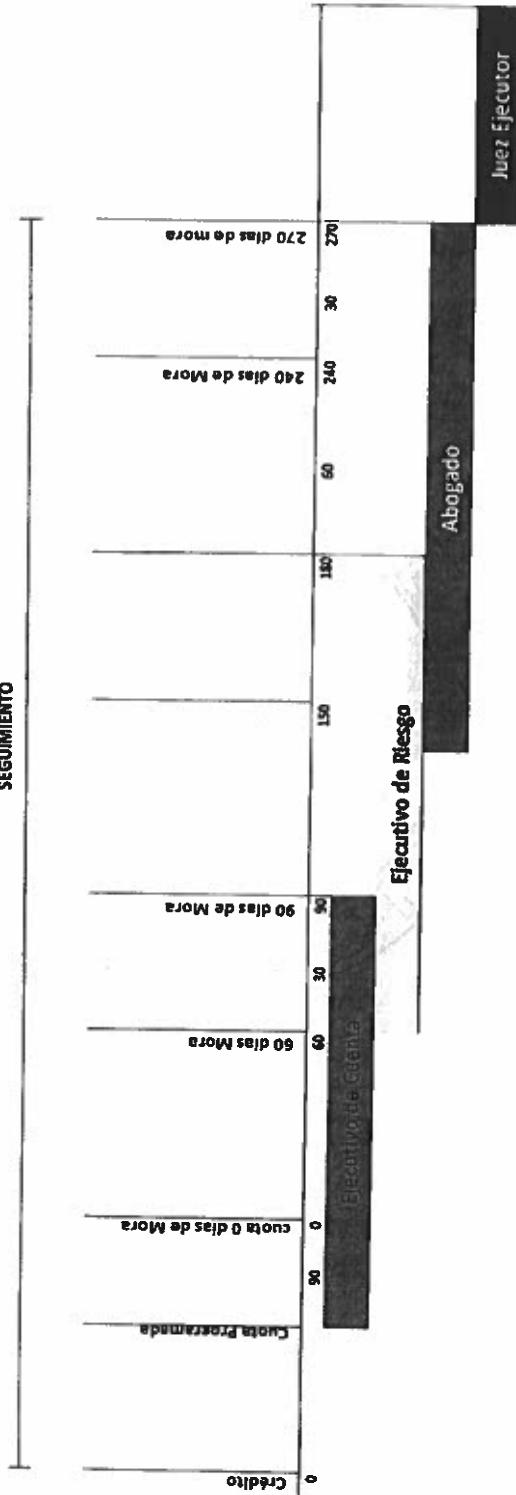 SEGUIMIENTO
Crédito
Cuota Programada
cuota 0 días de Mora
60 días Mora
90 días de Mora
240 días de Mora
270 días de mora
0
90
0
60
30
90
150
180
60
240
30
270
Ejecutivo de Cuenta
Ejecutivo de Riesgo
Abogado
Juez Ejecutor